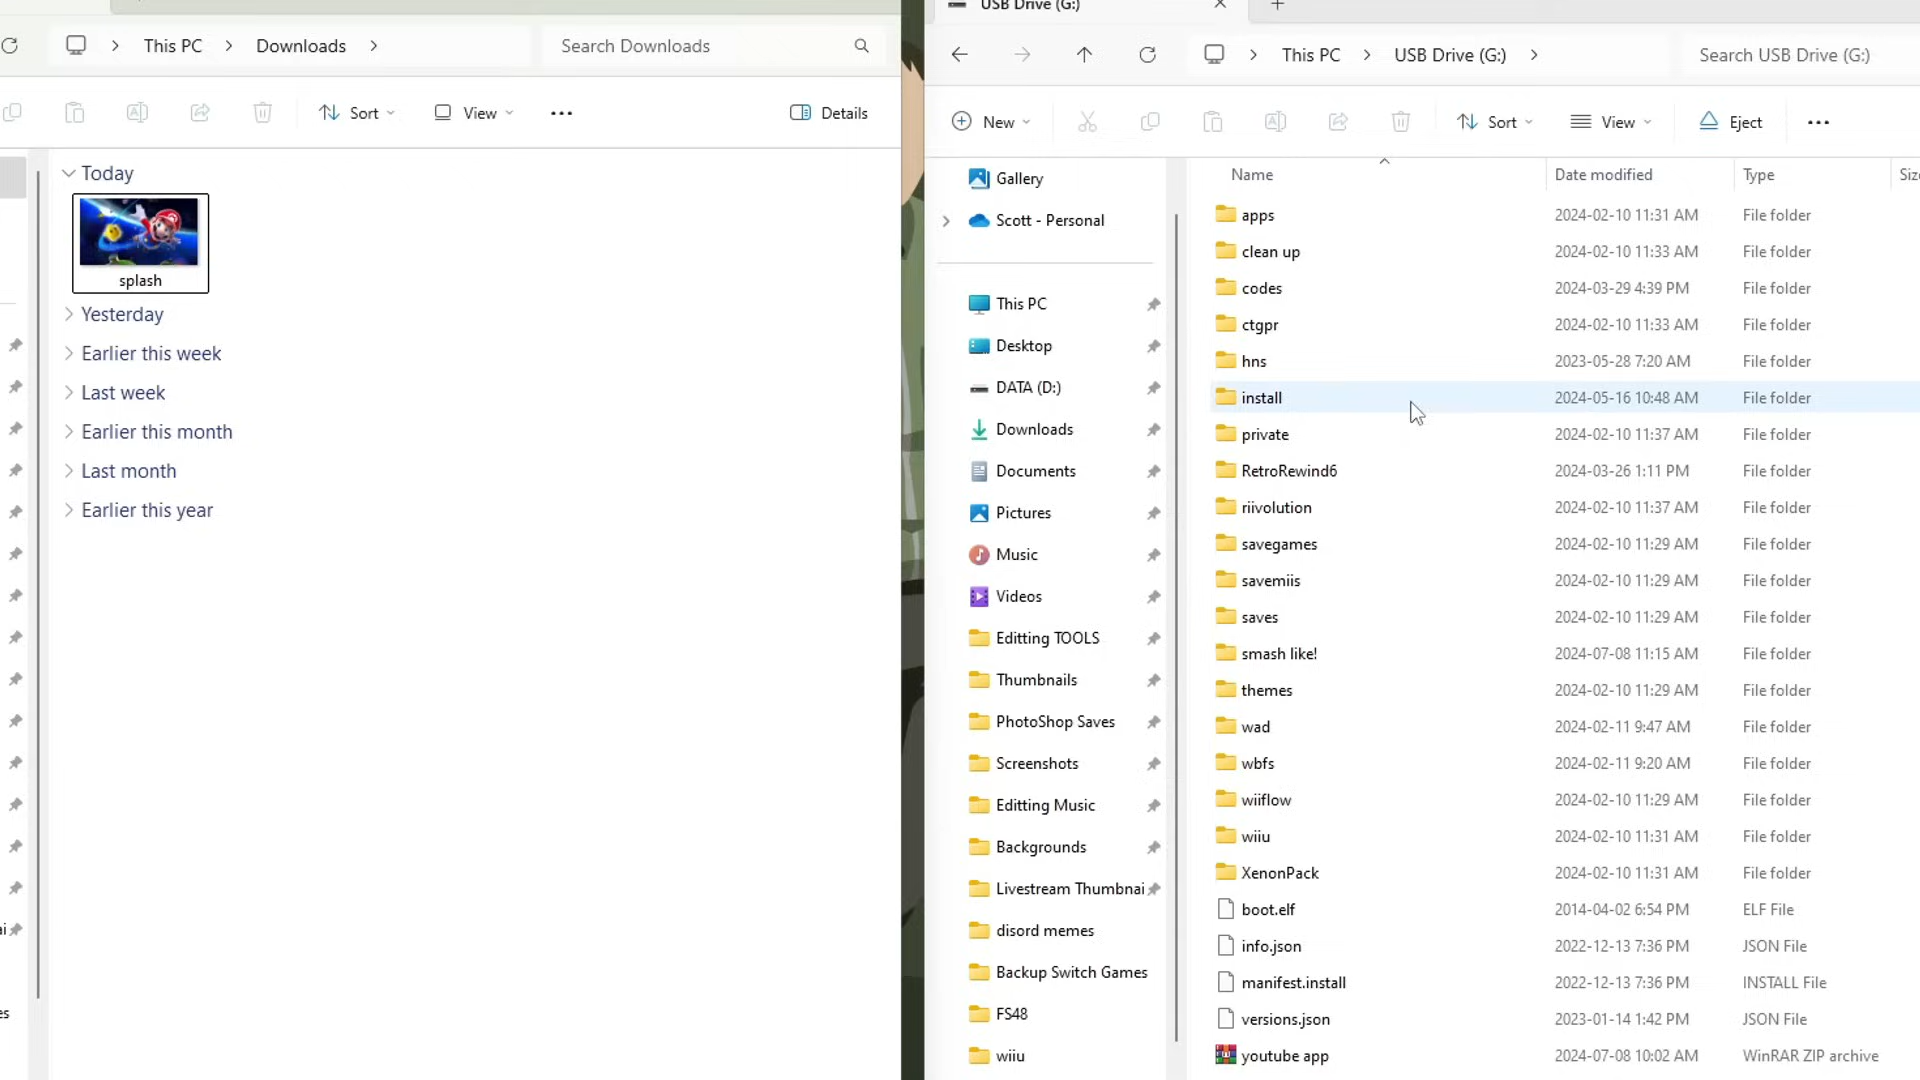 This PC
Downloads
Search Downloads
Sort
View
Details
Today
splash
Yesterday
Earlier this week
Last week
Earlier this month
Last month
Earlier this year
USB Drive (G:)
This PC
USB Drive (G:)
Search USB Drive (G:)
New
Sort
View
Eject
Gallery
Scott - Personal
This PC
Desktop
DATA (D:)
Downloads
Documents
Pictures
Music
Videos
Editting TOOLS
Thumbnails
PhotoShop Saves
Screenshots
Editting Music
Backgrounds
Livestream Thumbnai
disord memes
Backup Switch Games
FS48
wiiu
Name Date modified Type
apps 2024-02-10 11:31 AM File folder
clean up 2024-02-10 11:33 AM File folder
codes 2024-03-29 4:39 PM File folder
ctgpr 2024-02-10 11:33 AM File folder
hns 2023-05-28 7:20 AM File folder
install 2024-05-16 10:48 AM File folder
private 2024-02-10 11:37 AM File folder
RetroRewind6 2024-03-26 1:11 PM File folder
riivolution 2024-02-10 11:37 AM File folder
savegames 2024-02-10 11:29 AM File folder
savemiis 2024-02-10 11:29 AM File folder
saves 2024-02-10 11:29 AM File folder
smash like! 2024-07-08 11:15 AM File folder
themes 2024-02-10 11:29 AM File folder
wad 2024-02-11 9:47 AM File folder
wbfs 2024-02-11 9:20 AM File folder
wiiflow 2024-02-10 11:29 AM File folder
wiiu 2024-02-10 11:31 AM File folder
XenonPack 2024-02-10 11:31 AM File folder
boot.elf 2014-04-02 6:54 PM ELF File
info.json 2022-12-13 7:36 PM JSON File
manifest.install 2022-12-13 7:36 PM INSTALL File
versions.json 2023-01-14 1:42 PM JSON File
youtube app 2024-07-08 10:02 AM WinRAR ZIP archive